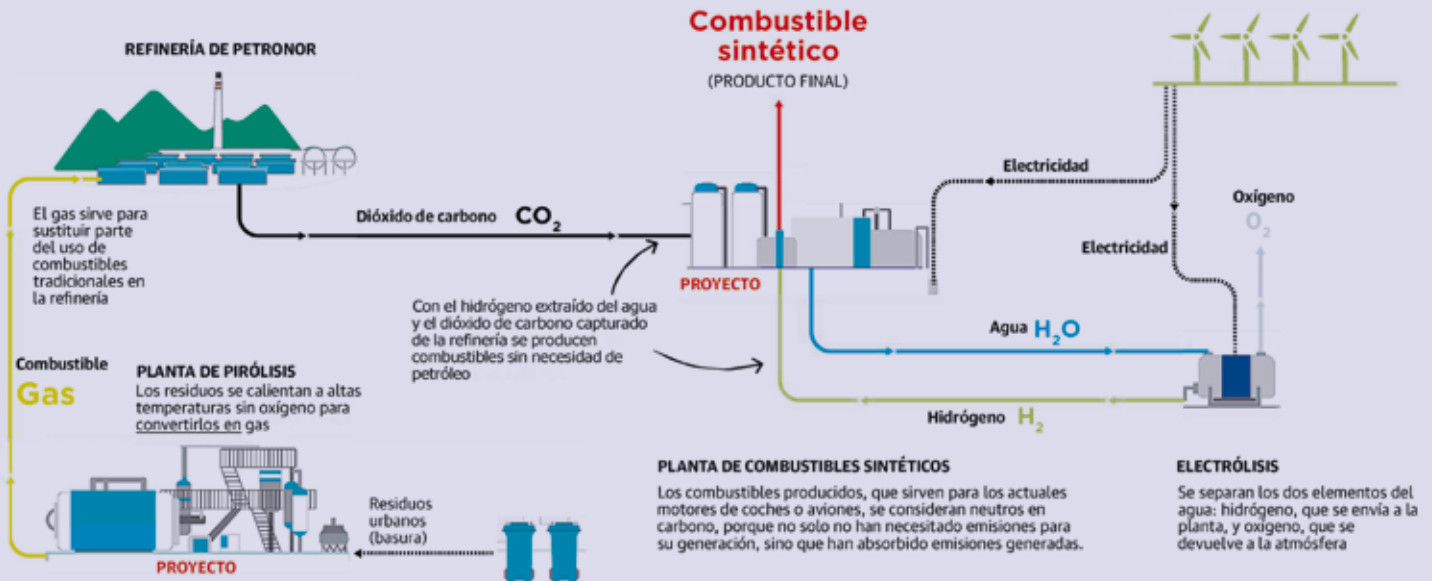 REFINERÍA DE PETRONOR
El gas sirve para
sustituir parte
del uso de
combustibles
tradicionales en
la refinería
Combustible
Gas
PLANTA DE PIRÓLISIS
Los residuos se calientan a altas
temperaturas sin oxígeno para
convertirlos en gas
PROYECTO
Residuos
urbanos
(basura)
Dióxido de carbono CO₂
Con el hidrógeno extraído del agua
y el dióxido de carbono capturado
de la refinería se producen
combustibles sin necesidad de
petróleo
Combustible
sintético
(PRODUCTO FINAL)
PROYECTO
Electricidad
Electricidad
Oxígeno
O₂
Agua H₂O
Hidrógeno H₂
PLANTA DE COMBUSTIBLES SINTÉTICOS
Los combustibles producidos, que sirven para los actuales
motores de coches o aviones, se consideran neutros en
carbono, porque no solo no han necesitado emisiones para
su generación, sino que han absorbido emisiones generadas.
ELECTRÓLISIS
Se separan los dos elementos del
agua: hidrógeno, que se envía a la
planta, y oxígeno, que se
devuelve a la atmósfera